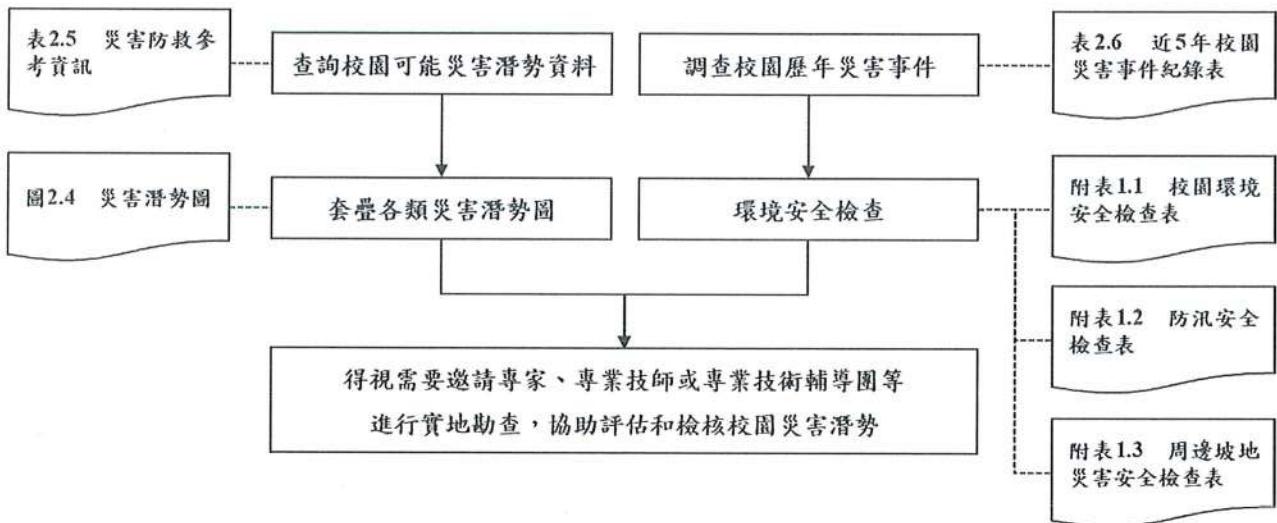 表2.5 災害防救參
考資訊
查詢校園可能災害潛勢資料
調查校園歷年災害事件
表2.6 近5年校園
災害事件紀錄表
圖2.4 災害潛勢圖
套疊各類災害潛勢圖
環境安全檢查
附表1.1 校園環境
安全檢查表
附表1.2 防汛安全
檢查表
得視需要邀請專家、專業技師或專業技術輔導團等
進行實地勘查，協助評估和檢核校園災害潛勢
附表1.3 周邊坡地
災害安全檢查表